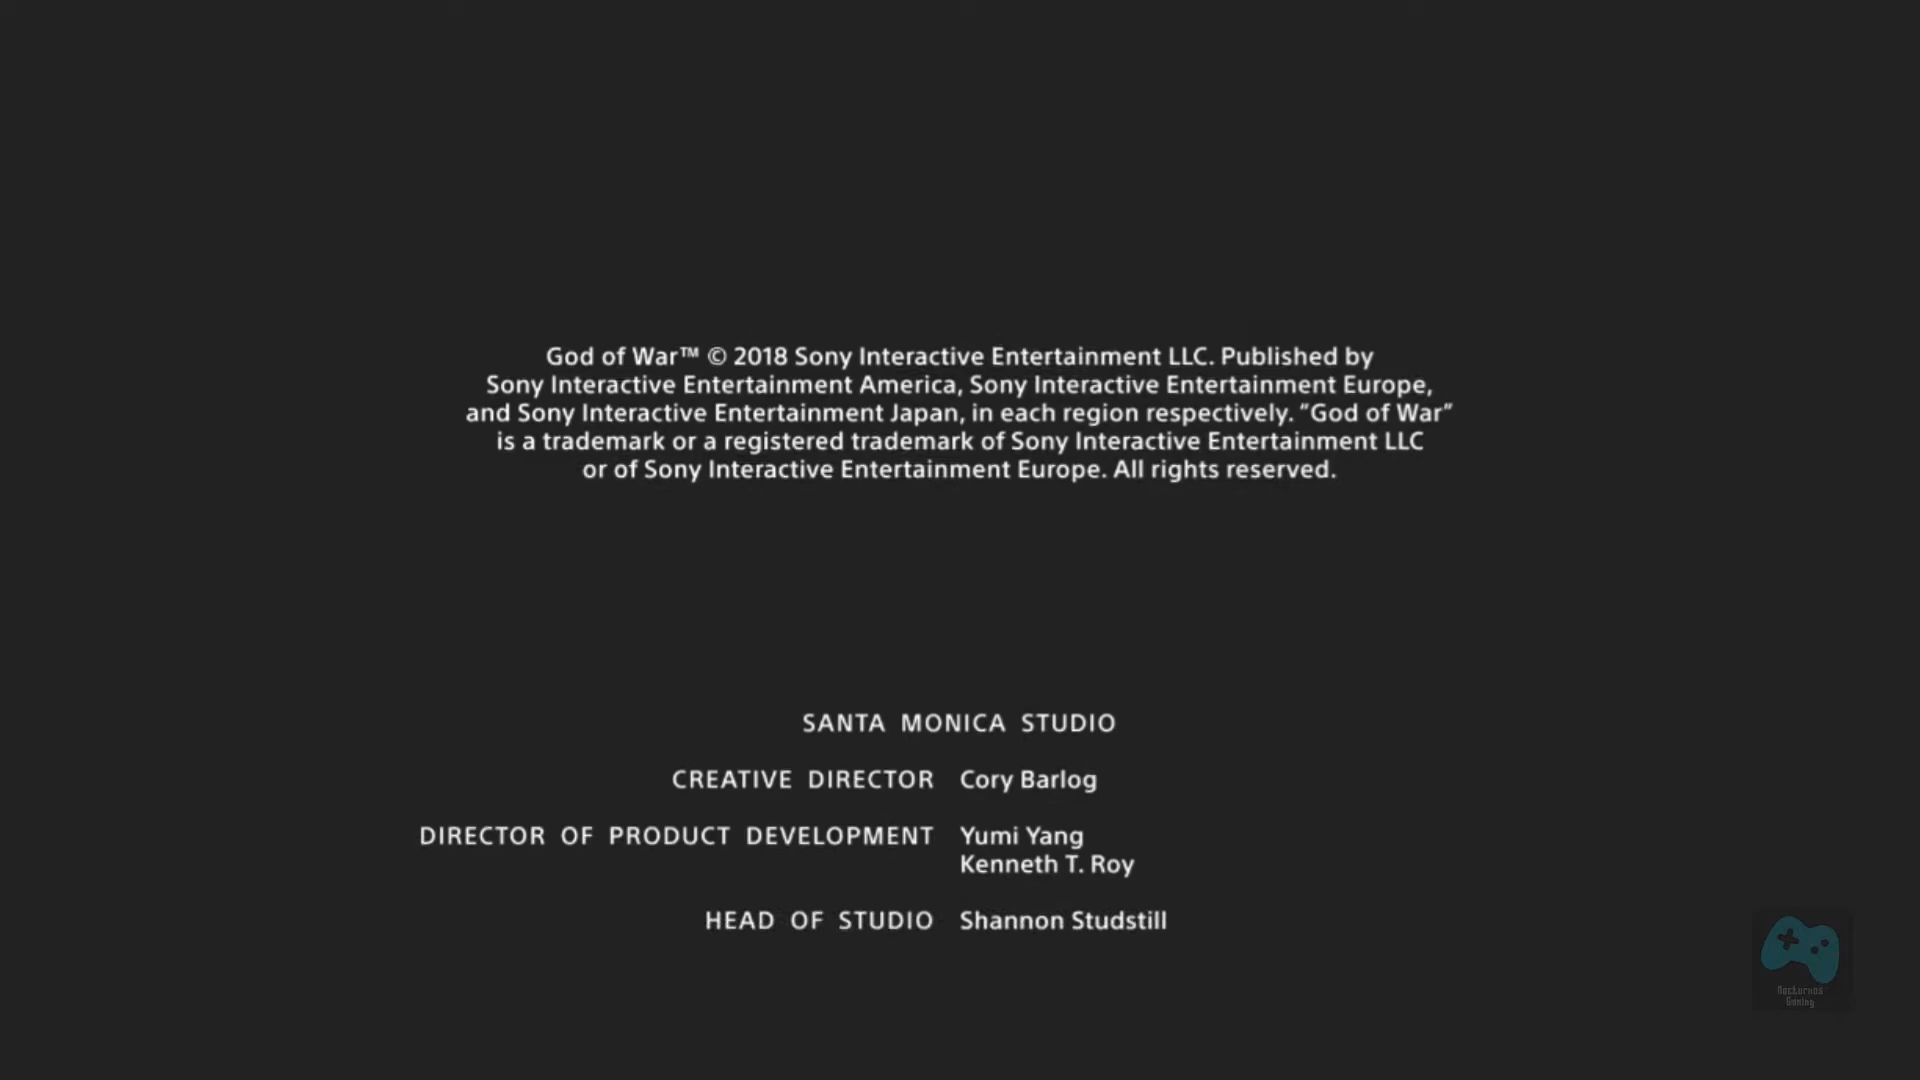 God of War™ © 2018 Sony Interactive Entertainment LLC. Published by
Sony Interactive Entertainment America, Sony Interactive Entertainment Europe,
and Sony Interactive Entertainment Japan, in each region respectively. “God of War”
is a trademark or a registered trademark of Sony Interactive Entertainment LLC
or of Sony Interactive Entertainment Europe. All rights reserved.
SANTA MONICA STUDIO
CREATIVE DIRECTOR Cory Barlog
DIRECTOR OF PRODUCT DEVELOPMENT Yumi Yang
Kenneth T. Roy
HEAD OF STUDIO Shannon Studstill
Nocturnos
Gaming